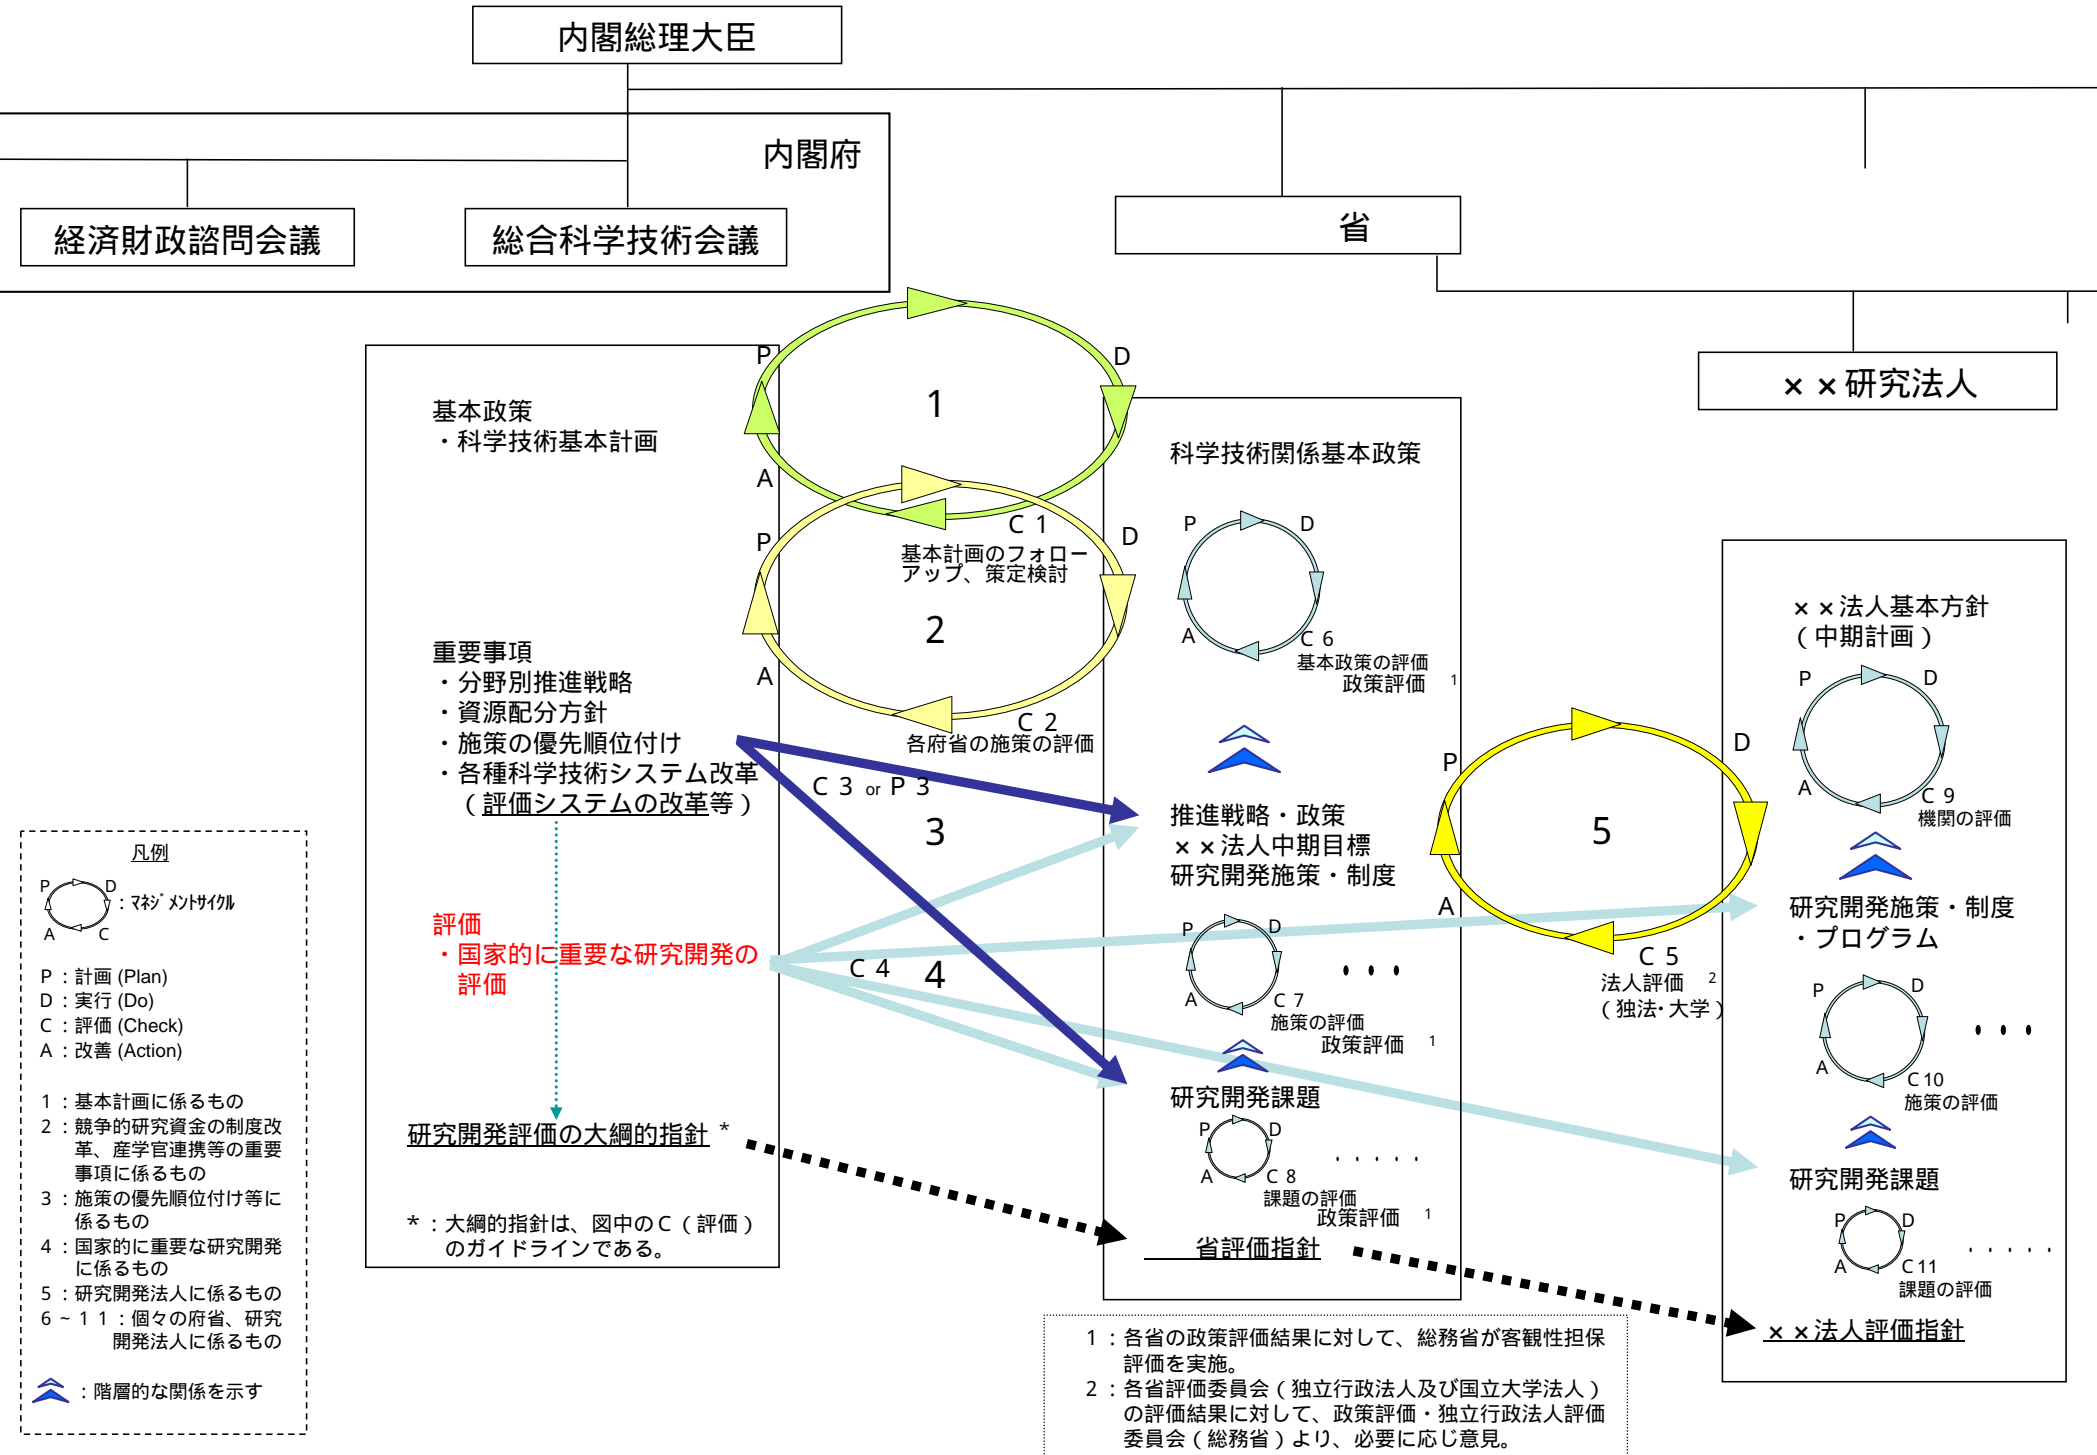 内閣総理大臣
内閣府
経済財政諮問会議
総合科学技術会議
省
××研究法人
基本政策
・科学技術基本計画
重要事項
・分野別推進戦略
・資源配分方針
・施策の優先順位付け
・各種科学技術システム改革
（評価システムの改革等）
評価
・国家的に重要な研究開発の
評価
研究開発評価の大綱的指針 *
*：大綱的指針は、図中のC（評価）
のガイドラインである。
P
D
1
A
C 1
基本計画のフォロー
アップ、策定検討
P
D
2
A
C 2
各府省の施策の評価
C 3 or P 3
3
C 4
4
科学技術関係基本政策
P
D
A
C 6
基本政策の評価
政策評価 1
推進戦略・政策
××法人中期目標
研究開発施策・制度
P
D
A
C 7
施策の評価
政策評価 1
・・・
研究開発課題
P
D
A
C 8
課題の評価
政策評価 1
・・・・・
省評価指針
P
D
5
A
C 5
法人評価 2
（独法・大学）
××法人基本方針
（中期計画）
P
D
A
C 9
機関の評価
研究開発施策・制度
・プログラム
P
D
A
C 10
施策の評価
・・・
研究開発課題
P
D
A
C 11
課題の評価
・・・・・
××法人評価指針
凡例
P
D
A
C
：ﾏﾈｼﾞﾒﾝﾄｻｲｸﾙ
P：計画 (Plan)
D：実行 (Do)
C：評価 (Check)
A：改善 (Action)
1：基本計画に係るもの
2：競争的研究資金の制度改
革、産学官連携等の重要
事項に係るもの
3：施策の優先順位付け等に
係るもの
4：国家的に重要な研究開発
に係るもの
5：研究開発法人に係るもの
6～11：個々の府省、研究
開発法人に係るもの
：階層的な関係を示す
1：各省の政策評価結果に対して、総務省が客観性担保
評価を実施。
2：各省評価委員会（独立行政法人及び国立大学法人）
の評価結果に対して、政策評価・独立行政法人評価
委員会（総務省）より、必要に応じ意見。